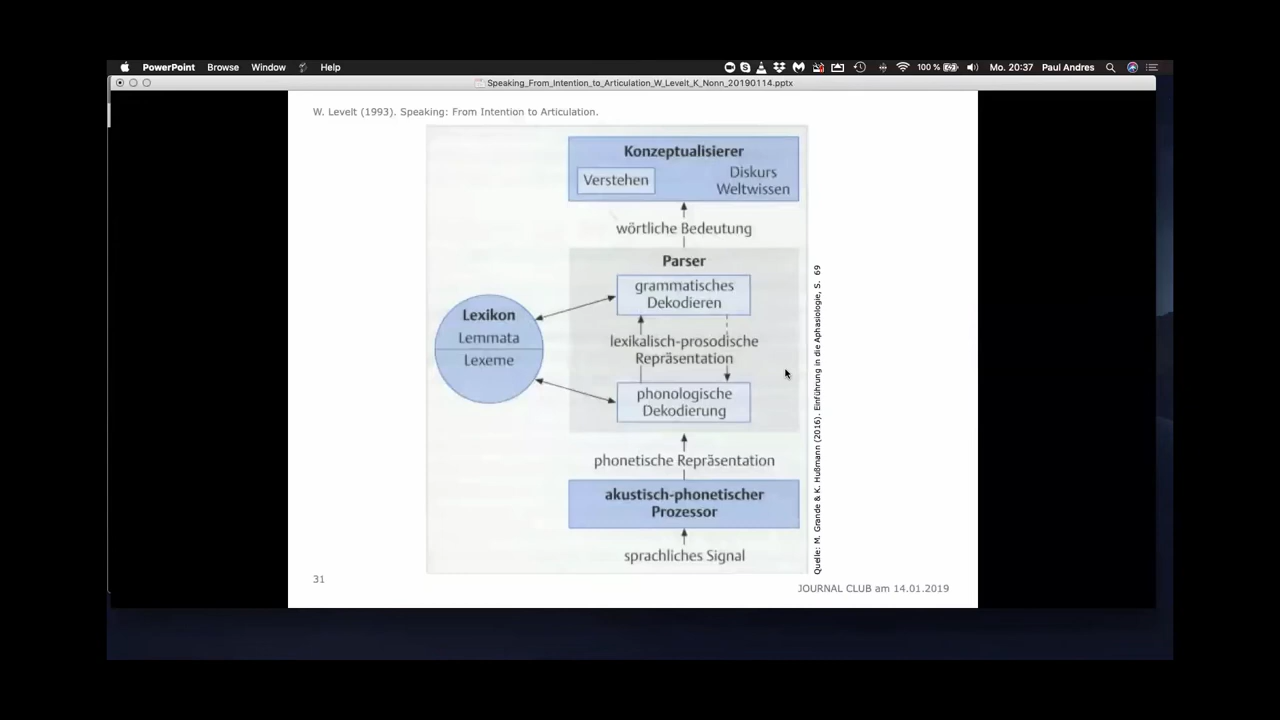 PowerPoint Browse Window Help 100 % Mo. 20:37 Paul Andres
Speaking_From_Intention_to_Articulation_W_Levelt_K_Nonn_20190114.pptx
W. Levelt (1993). Speaking: From Intention to Articulation.
Konzeptualisierer
Verstehen
Diskurs
Weltwissen
wörtliche Bedeutung
Parser
grammatisches
Dekodieren
Lexikon
Lemmata
Lexeme
lexikalisch-prosodische
Repräsentation
phonologische
Dekodierung
phonetische Repräsentation
akustisch-phonetischer
Prozessor
sprachliches Signal
Quelle: M. Grande & K. Hußmann (2016). Einführung in die Aphasiologie, S. 69
31
JOURNAL CLUB am 14.01.2019